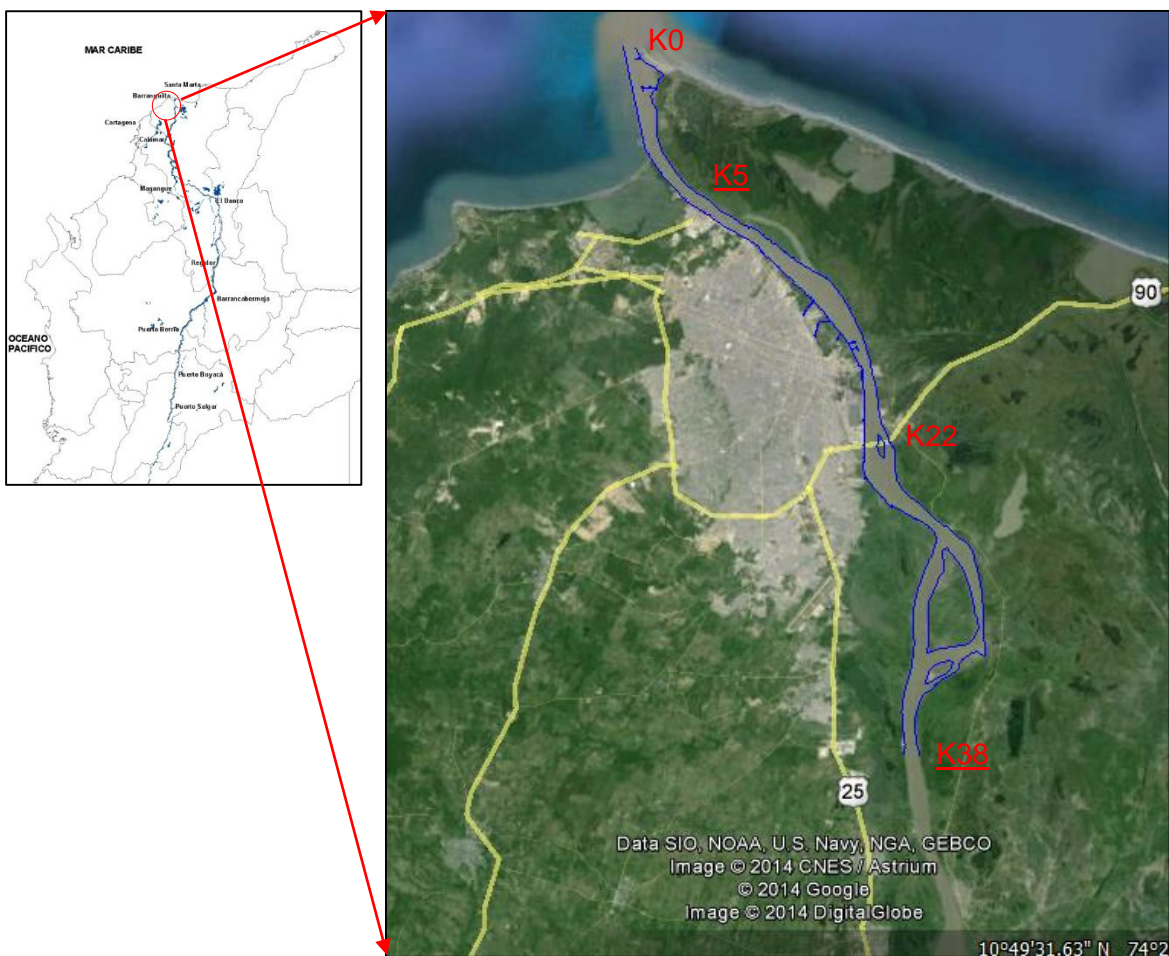 MAR CARIBE
Santa Marta
Barranquilla
Cartagena
Calamar
Magangue
El Banco
Regidor
Barrancabermeja
Puerto Berrio
OCEANO
PACIFICO
Puerto Boyacá
Puerto Salgar
K0
K5
90
K22
K38
25
Data SIO, NOAA, U.S. Navy, NGA, GEBCO
Image © 2014 CNES / Astrium
© 2014 Google
Image © 2014 DigitalGlobe
10°49'31.63" N 74°2